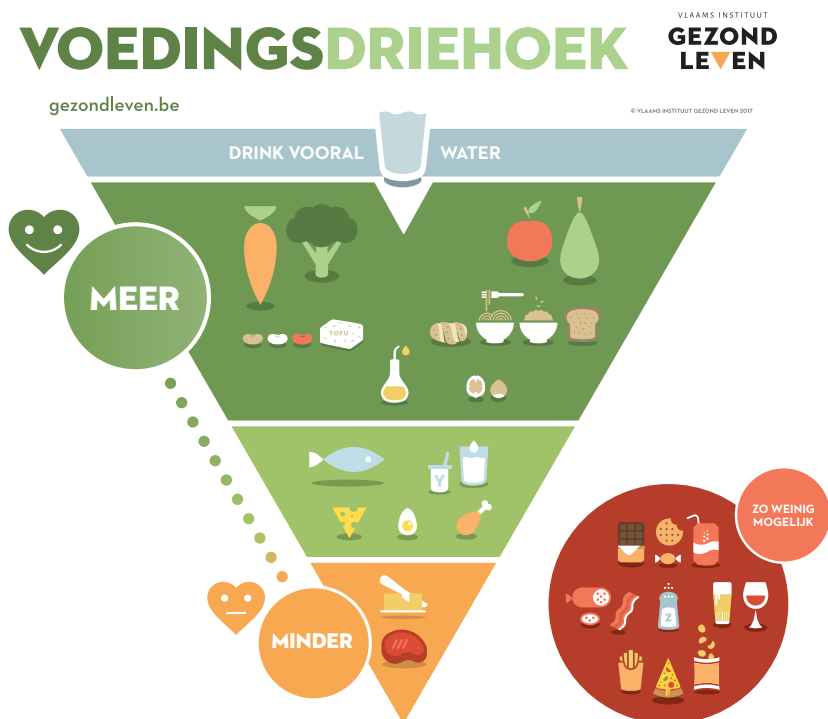 VOEDINGSDRIEHOEK
VLAAMS INSTITUUT
GEZOND
LEVEN
gezondleven.be
© VLAAMS INSTITUUT GEZOND LEVEN 2017
DRINK VOORAL WATER
MEER
TOFU
Y
ZO WEINIG
MOGELIJK
Z
MINDER